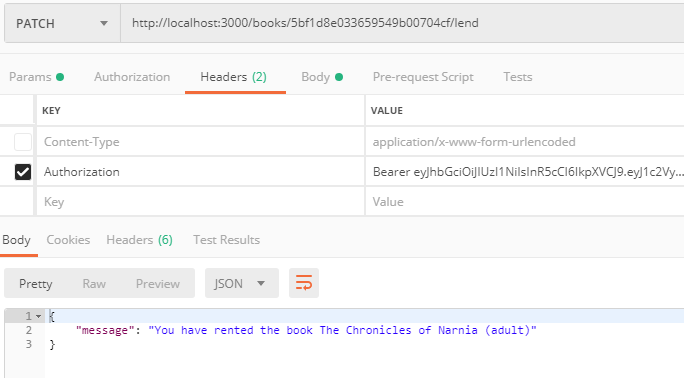 PATCH http://localhost:3000/books/5bf1d8e033659549b00704cf/lend
Params Authorization Headers (2) Body Pre-request Script Tests
KEY VALUE
Content-Type application/x-www-form-urlencoded
Authorization Bearer eyJhbGciOiJIUzI1NiIsInR5cCI6IkpXVCJ9.eyJ1c2Vy...
Key Value
Body Cookies Headers (6) Test Results
Pretty Raw Preview JSON
1 {
2 "message": "You have rented the book The Chronicles of Narnia (adult)"
3 }